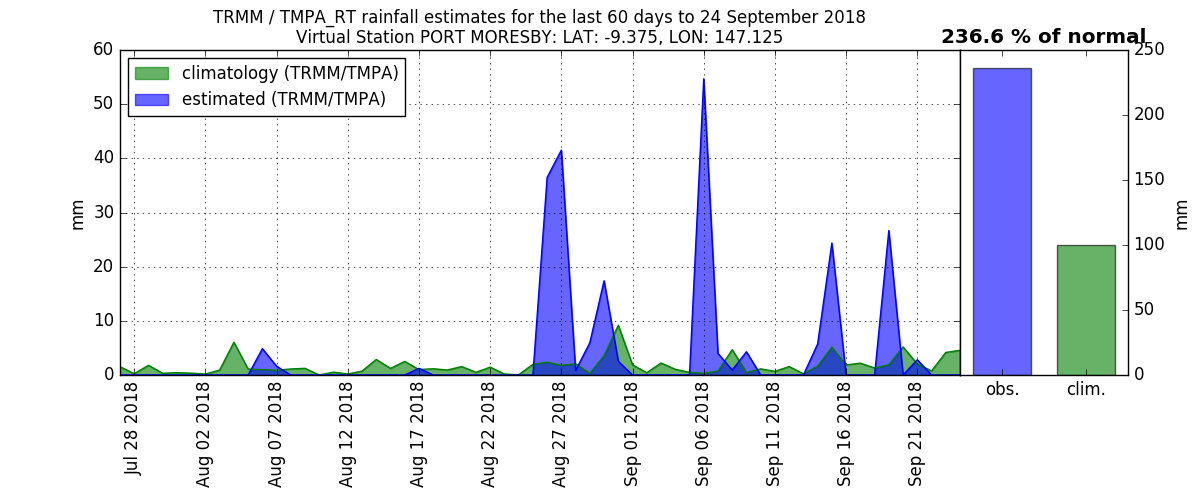 TRMM / TMPA_RT rainfall estimates for the last 60 days to 24 September 2018
Virtual Station PORT MORESBY: LAT: -9.375, LON: 147.125
236.6 % of normal
climatology (TRMM/TMPA)
estimated (TRMM/TMPA)
60
50
40
30
20
10
0
mm
Jul 28 2018
Aug 02 2018
Aug 07 2018
Aug 12 2018
Aug 17 2018
Aug 22 2018
Aug 27 2018
Sep 01 2018
Sep 06 2018
Sep 11 2018
Sep 16 2018
Sep 21 2018
250
200
150
100
50
0
mm
obs.
clim.